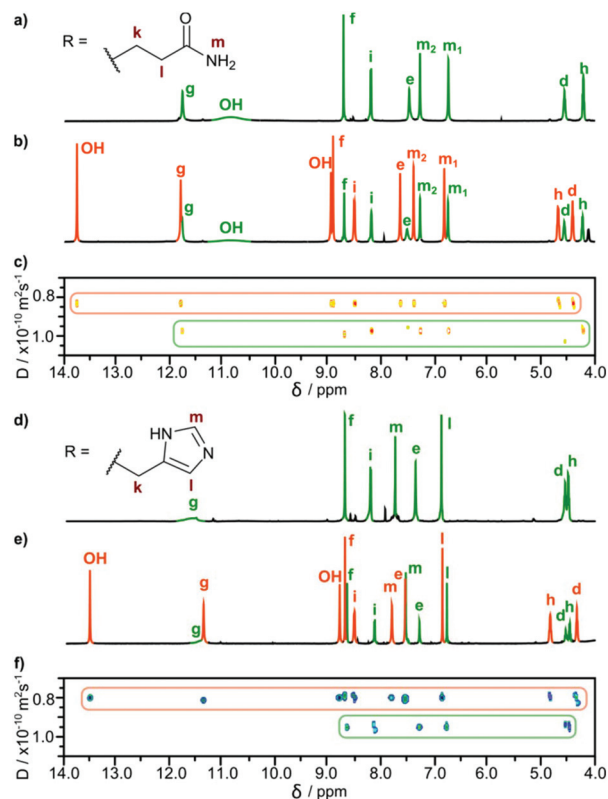 a)
R =
k
O
m
NH₂
l
g
OH
f
i
e
m₂
m₁
d
h
b)
OH
g
g
OH
OH
f
f
i
i
e
e
m₂
m₂
m₁
m₁
h
d
d
h
c)
D / x10⁻¹⁰ m²s⁻¹
0.8
1.0
14.0 13.0 12.0 11.0 10.0 9.0 8.0 7.0 6.0 5.0 4.0
δ / ppm
d)
R =
HN
m
N
k
l
g
f
i
m
e
l
d
h
e)
OH
g
g
OH
f
f
i
i
m
e
m
e
l
l
h
d
h
d
f)
D / x10⁻¹⁰ m²s⁻¹
0.8
1.0
14.0 13.0 12.0 11.0 10.0 9.0 8.0 7.0 6.0 5.0 4.0
δ / ppm